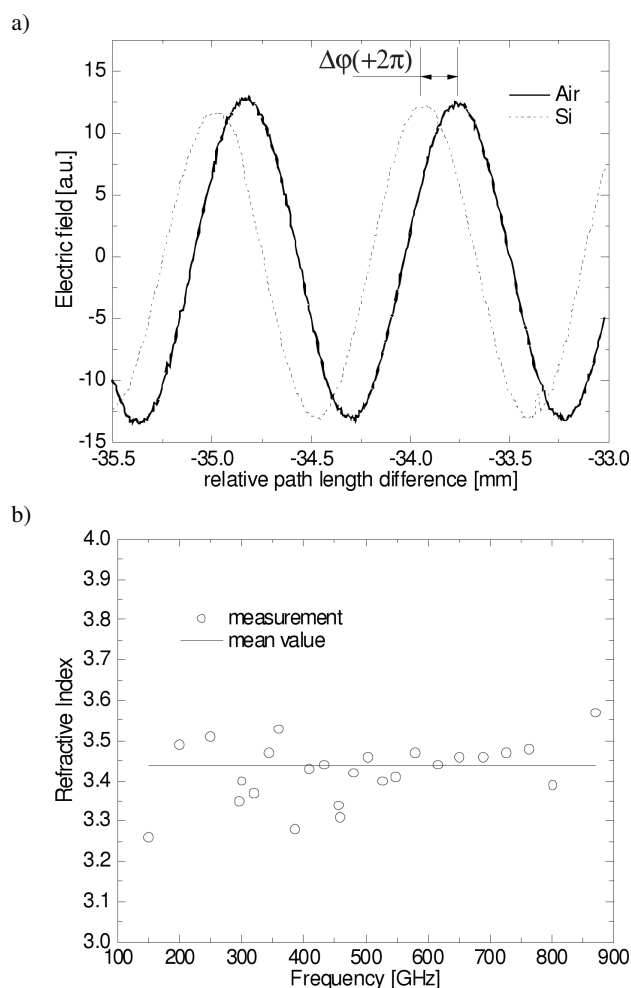 a)
Δφ(+2π)
Air
Si
15
10
5
0
-5
-10
-15
Electric field [a.u.]
-35.5 -35.0 -34.5 -34.0 -33.5 -33.0
relative path length difference [mm]
b)
4.0
3.9
3.8
3.7
3.6
3.5
3.4
3.3
3.2
3.1
3.0
Refractive Index
measurement
mean value
100 200 300 400 500 600 700 800 900
Frequency [GHz]